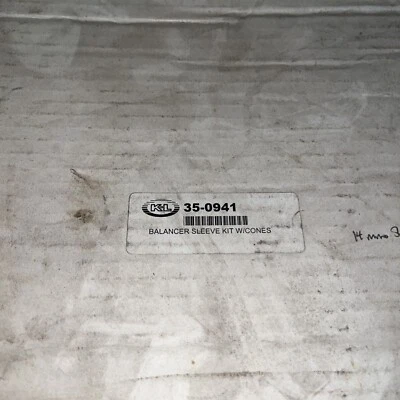 K&L 35-0941
BALANCER SLEEVE KIT W/CONES